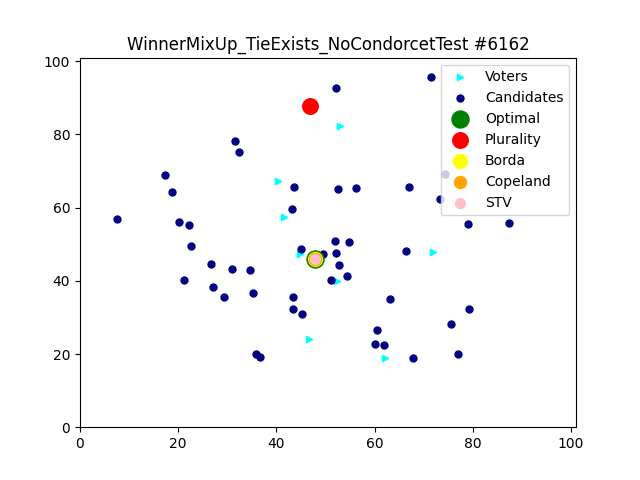 WinnerMixUp_TieExists_NoCondorcetTest #6162
100
80
60
40
20
0
0 20 40 60 80 100
Voters
Candidates
Optimal
Plurality
Borda
Copeland
STV